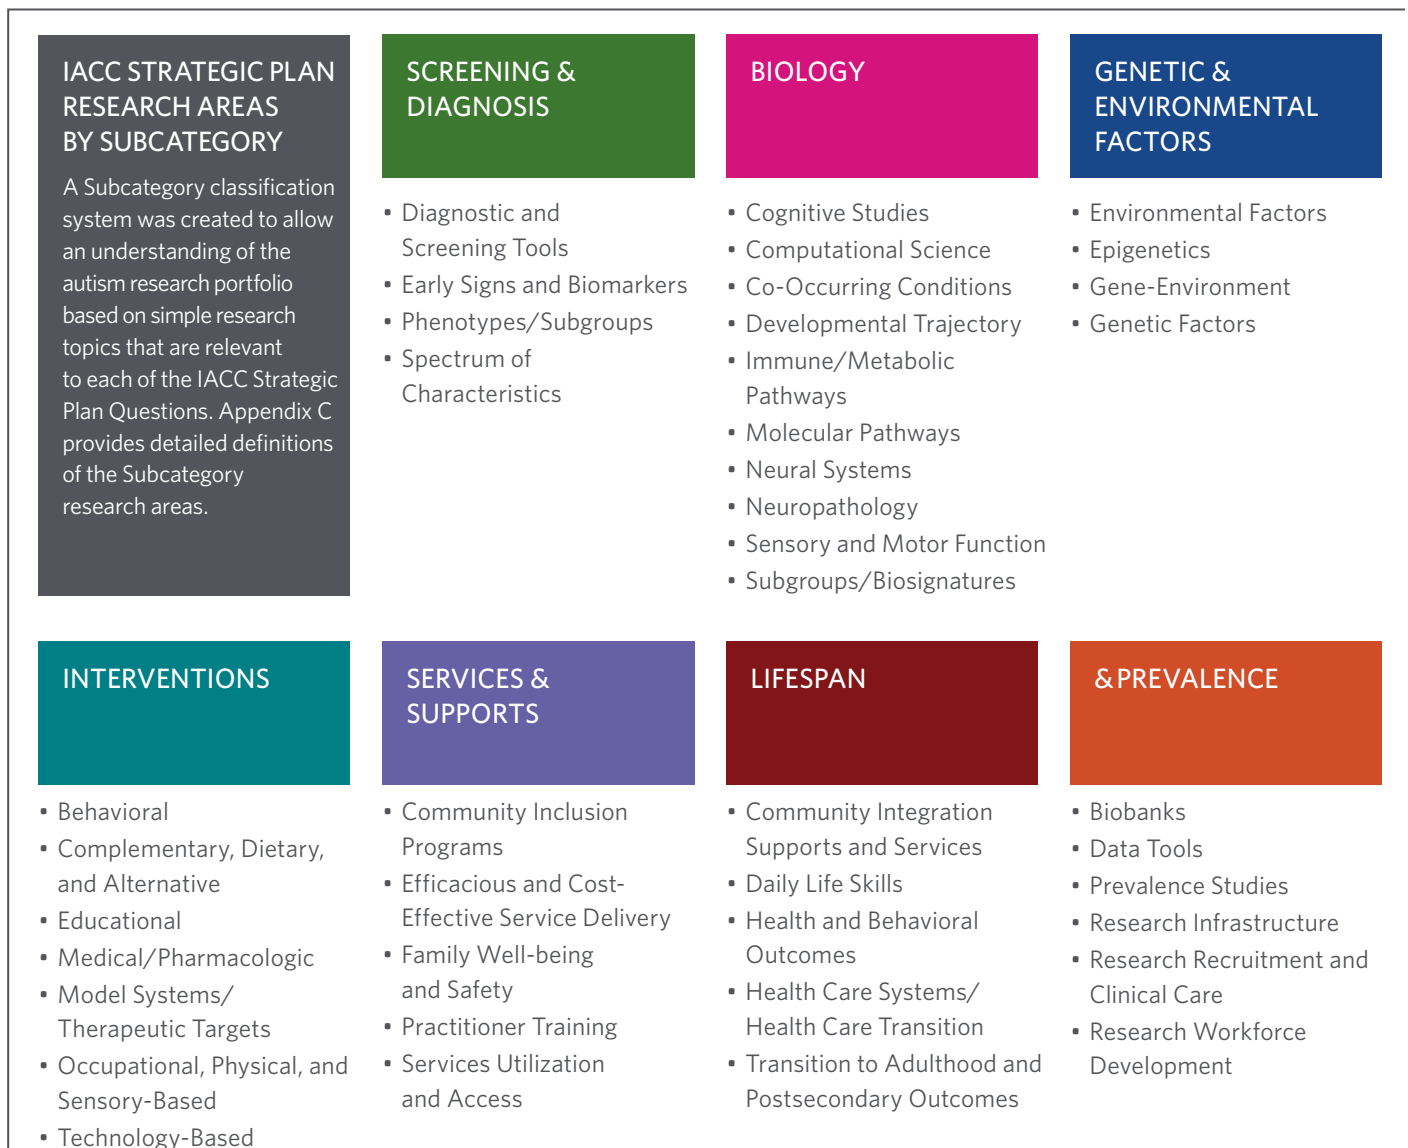 IACC STRATEGIC PLAN
RESEARCH AREAS
BY SUBCATEGORY
A Subcategory classification
system was created to allow
an understanding of the
autism research portfolio
based on simple research
topics that are relevant
to each of the IACC Strategic
Plan Questions. Appendix C
provides detailed definitions
of the Subcategory
research areas.
SCREENING &
DIAGNOSIS
• Diagnostic and
Screening Tools
• Early Signs and Biomarkers
• Phenotypes/Subgroups
• Spectrum of
Characteristics
BIOLOGY
• Cognitive Studies
• Computational Science
• Co-Occurring Conditions
• Developmental Trajectory
• Immune/Metabolic
Pathways
• Molecular Pathways
• Neural Systems
• Neuropathology
• Sensory and Motor Function
• Subgroups/Biosignatures
GENETIC &
ENVIRONMENTAL
FACTORS
• Environmental Factors
• Epigenetics
• Gene-Environment
• Genetic Factors
INTERVENTIONS
• Behavioral
• Complementary, Dietary,
and Alternative
• Educational
• Medical/Pharmacologic
• Model Systems/
Therapeutic Targets
• Occupational, Physical, and
Sensory-Based
• Technology-Based
SERVICES &
SUPPORTS
• Community Inclusion
Programs
• Efficacious and Cost-
Effective Service Delivery
• Family Well-being
and Safety
• Practitioner Training
• Services Utilization
and Access
LIFESPAN
• Community Integration
Supports and Services
• Daily Life Skills
• Health and Behavioral
Outcomes
• Health Care Systems/
Health Care Transition
• Transition to Adulthood and
Postsecondary Outcomes
& PREVALENCE
• Biobanks
• Data Tools
• Prevalence Studies
• Research Infrastructure
• Research Recruitment and
Clinical Care
• Research Workforce
Development